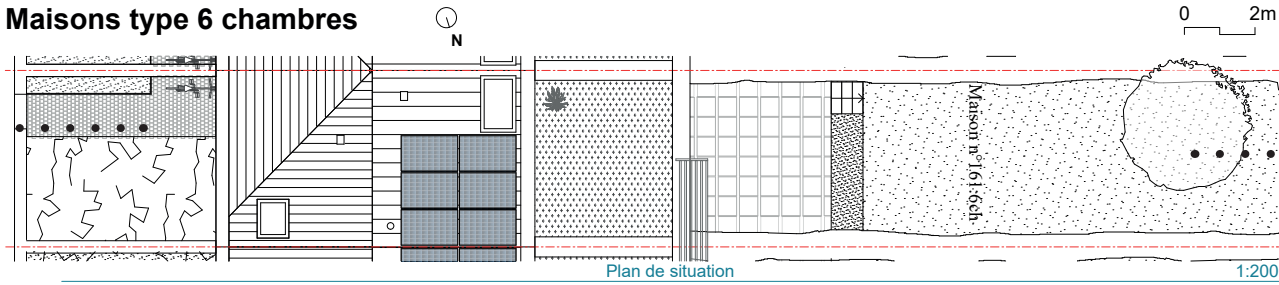 Maisons type 6 chambres
N
0 2m
Maison n°161:6ch
Plan de situation
1:200